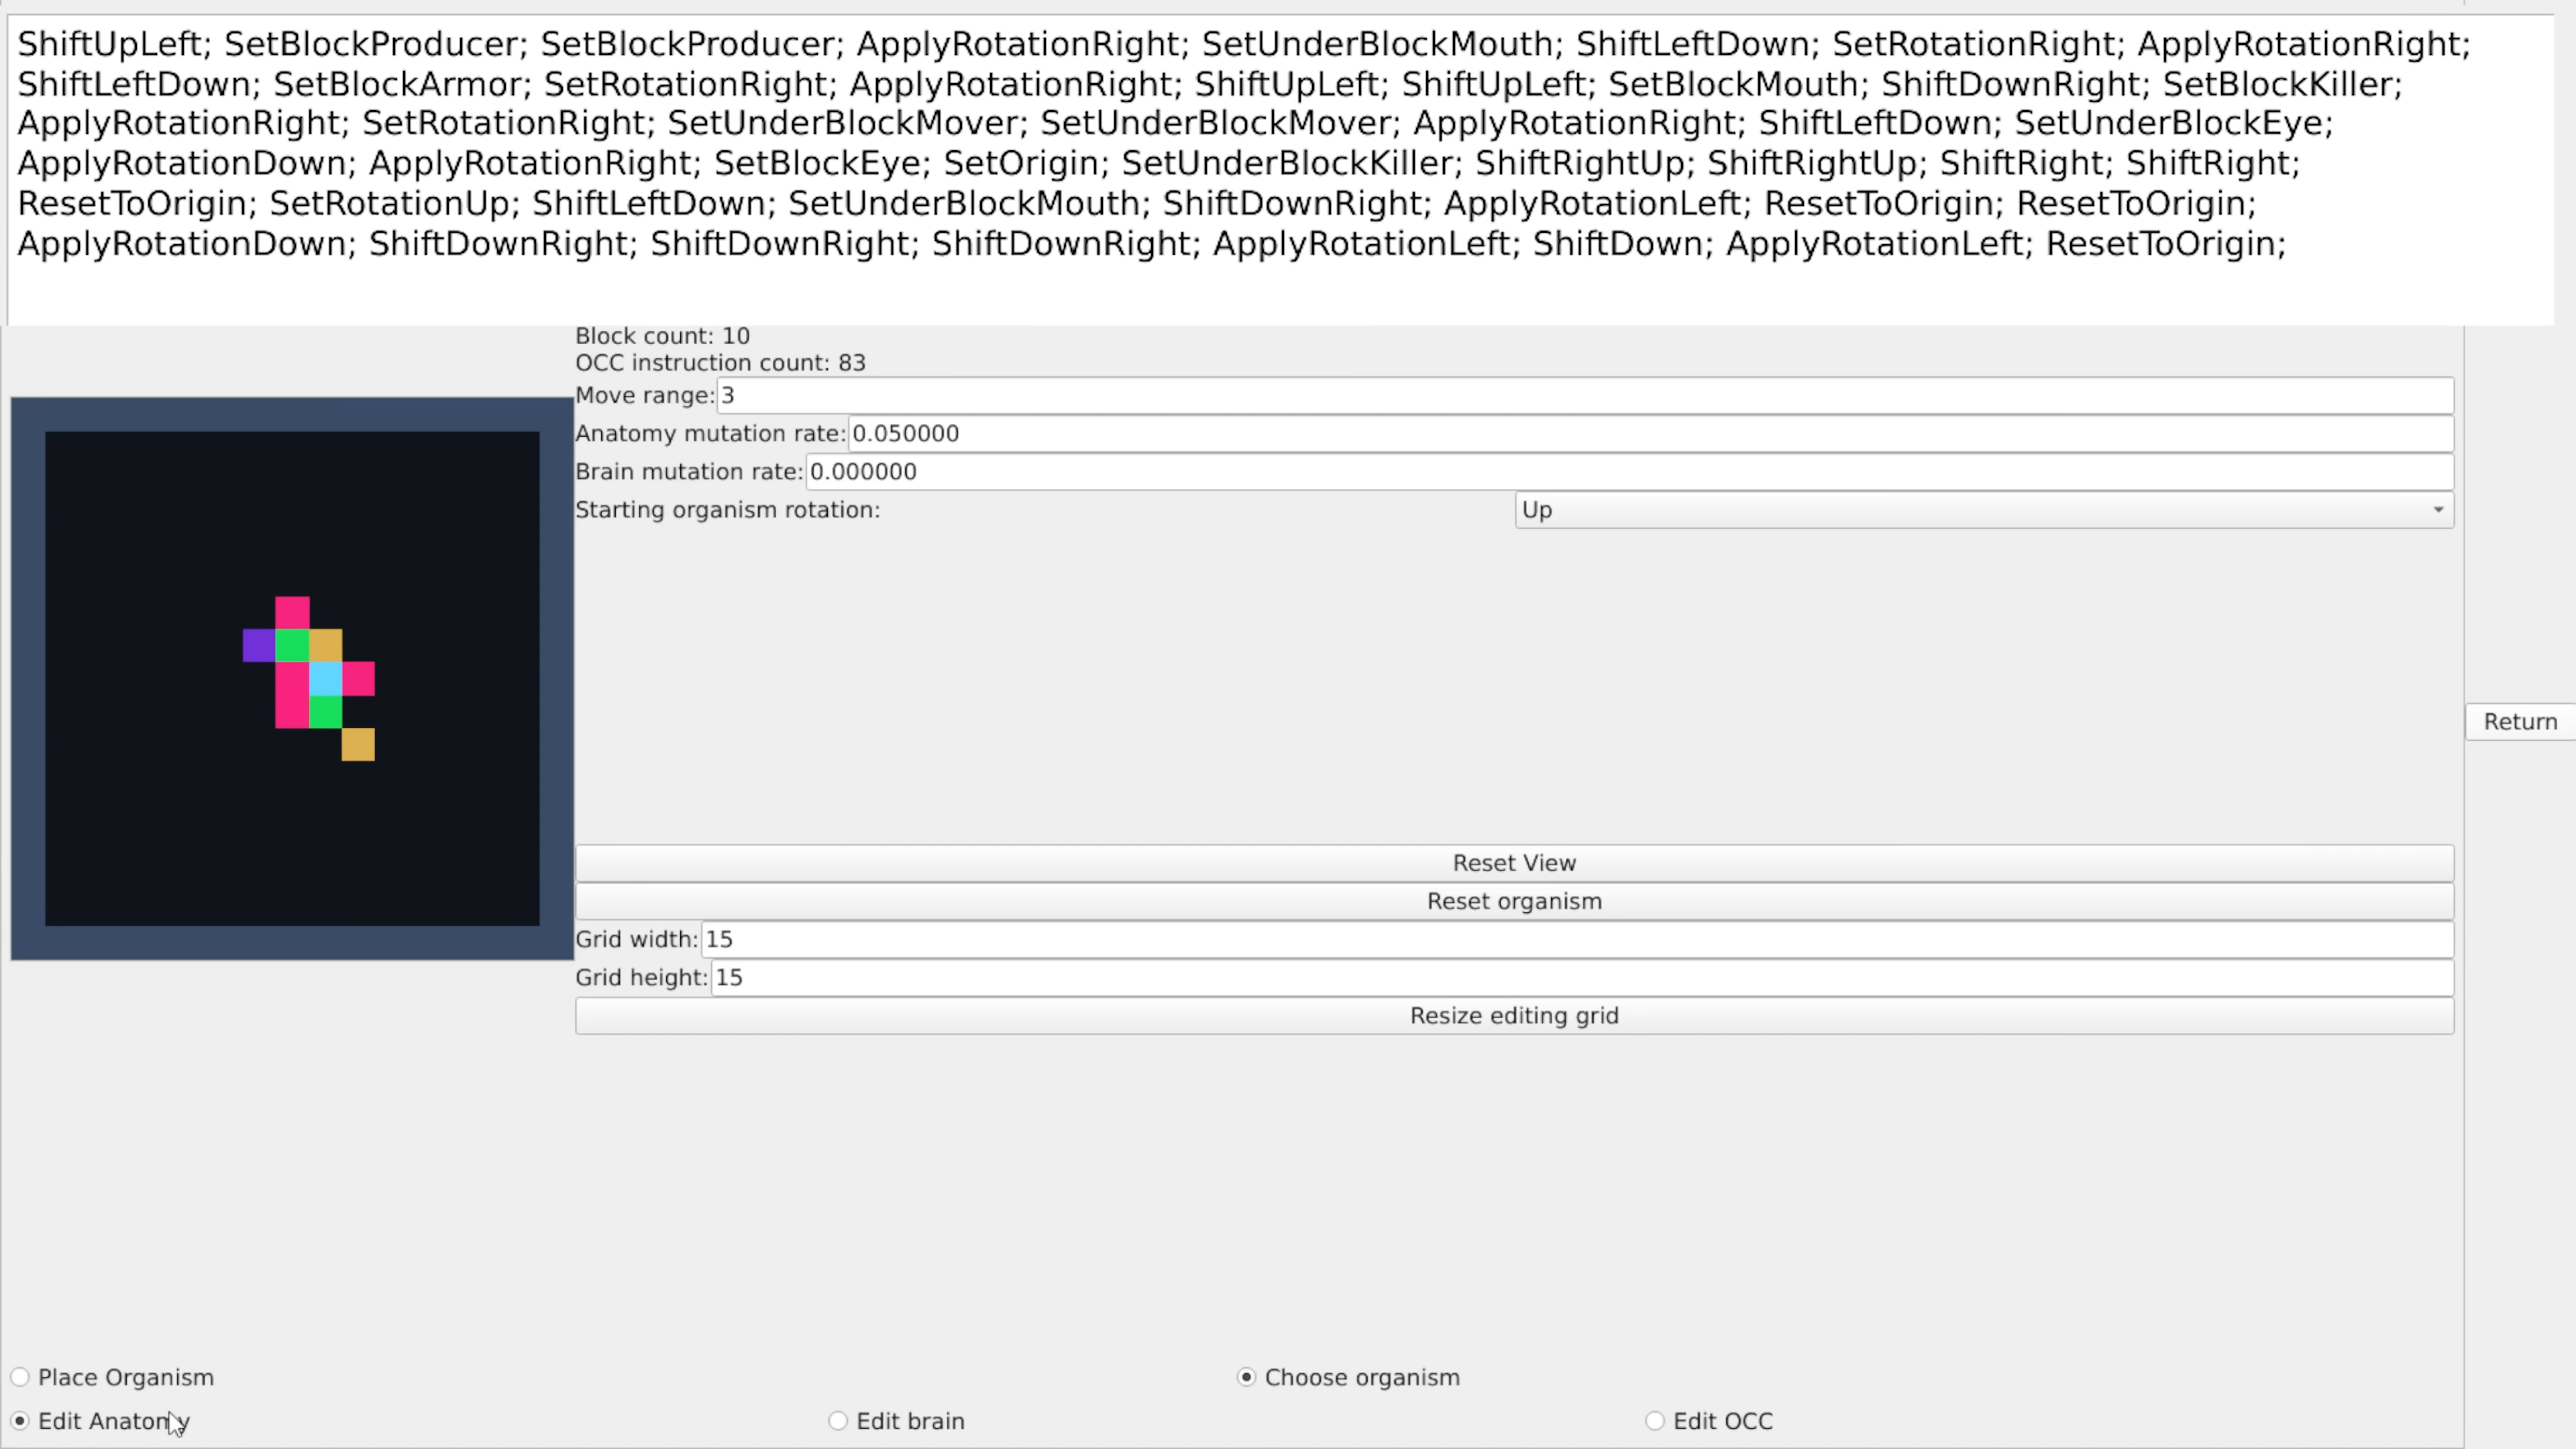 ShiftUpLeft; SetBlockProducer; SetBlockProducer; ApplyRotationRight; SetUnderBlockMouth; ShiftLeftDown; SetRotationRight; ApplyRotationRight;
ShiftLeftDown; SetBlockArmor; SetRotationRight; ApplyRotationRight; ShiftUpLeft; ShiftUpLeft; SetBlockMouth; ShiftDownRight; SetBlockKiller;
ApplyRotationRight; SetRotationRight; SetUnderBlockMover; SetUnderBlockMover; ApplyRotationRight; ShiftLeftDown; SetUnderBlockEye;
ApplyRotationDown; ApplyRotationRight; SetBlockEye; SetOrigin; SetUnderBlockKiller; ShiftRightUp; ShiftRightUp; ShiftRight; ShiftRight;
ResetToOrigin; SetRotationUp; ShiftLeftDown; SetUnderBlockMouth; ShiftDownRight; ApplyRotationLeft; ResetToOrigin; ResetToOrigin;
ApplyRotationDown; ShiftDownRight; ShiftDownRight; ShiftDownRight; ApplyRotationLeft; ShiftDown; ApplyRotationLeft; ResetToOrigin;
Block count: 10
OCC instruction count: 83
Move range: 3
Anatomy mutation rate: 0.050000
Brain mutation rate: 0.000000
Starting organism rotation: Up
Return
Reset View
Reset organism
Grid width: 15
Grid height: 15
Resize editing grid
Place Organism Choose organism
Edit Anatomy Edit brain Edit OCC